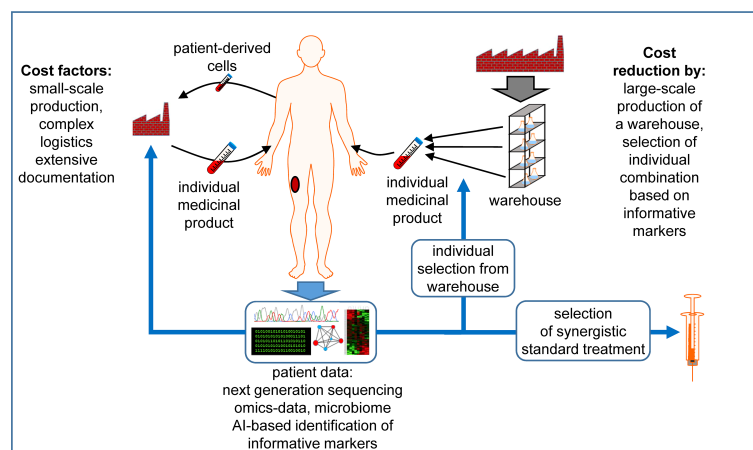 Cost factors:
small-scale
production,
complex
logistics
extensive
documentation
patient-derived
cells
individual
medicinal
product
individual
medicinal
product
warehouse
Cost
reduction by:
large-scale
production of
a warehouse,
selection of
individual
combination
based on
informative
markers
individual
selection from
warehouse
selection
of synergistic
standard treatment
patient data:
next generation sequencing
omics-data, microbiome
AI-based identification of
informative markers